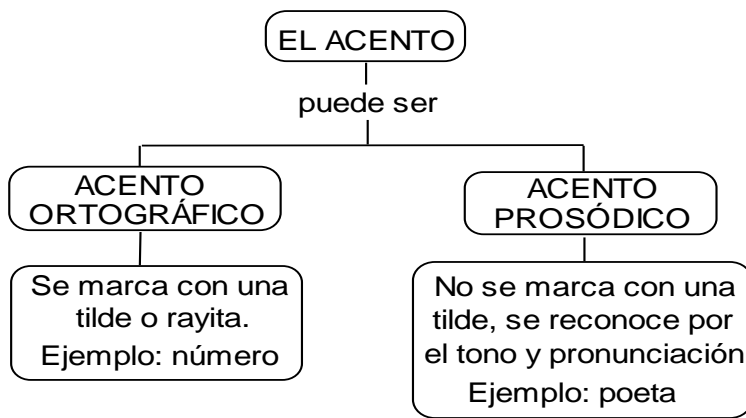 EL ACENTO
puede ser
ACENTO
ORTOGRÁFICO
Se marca con una
tilde o rayita.
Ejemplo: número
ACENTO
PROSÓDICO
No se marca con una
tilde, se reconoce por
el tono y pronunciación
Ejemplo: poeta